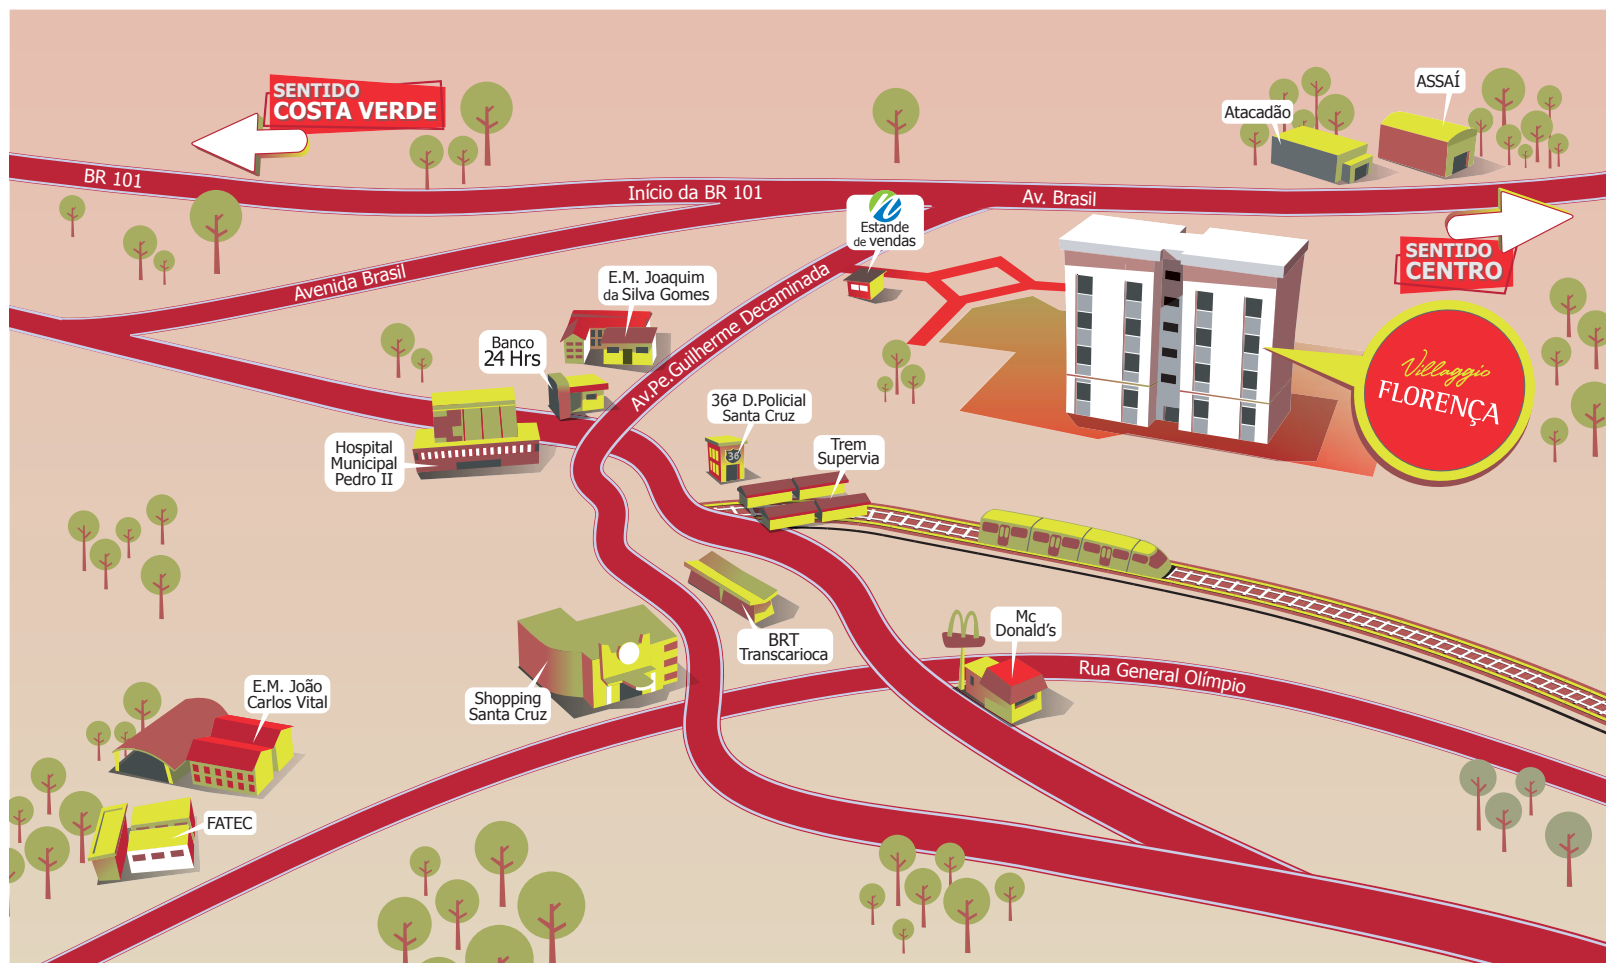 SENTIDO
COSTA VERDE
ASSAÍ
Atacadão
BR 101
Início da BR 101
Av. Brasil
Estande
de vendas
SENTIDO
CENTRO
Avenida Brasil
E.M. Joaquim
da Silva Gomes
Av.Pe.Guilherme Decaminada
Banco
24 Hrs
Villaggio
FLORENÇA
36ª D.Policial
Santa Cruz
36
Hospital
Municipal
Pedro II
Trem
Supervia
Mc
Donald's
BRT
Transcarioca
Rua General Olímpio
E.M. João
Carlos Vital
Shopping
Santa Cruz
FATEC